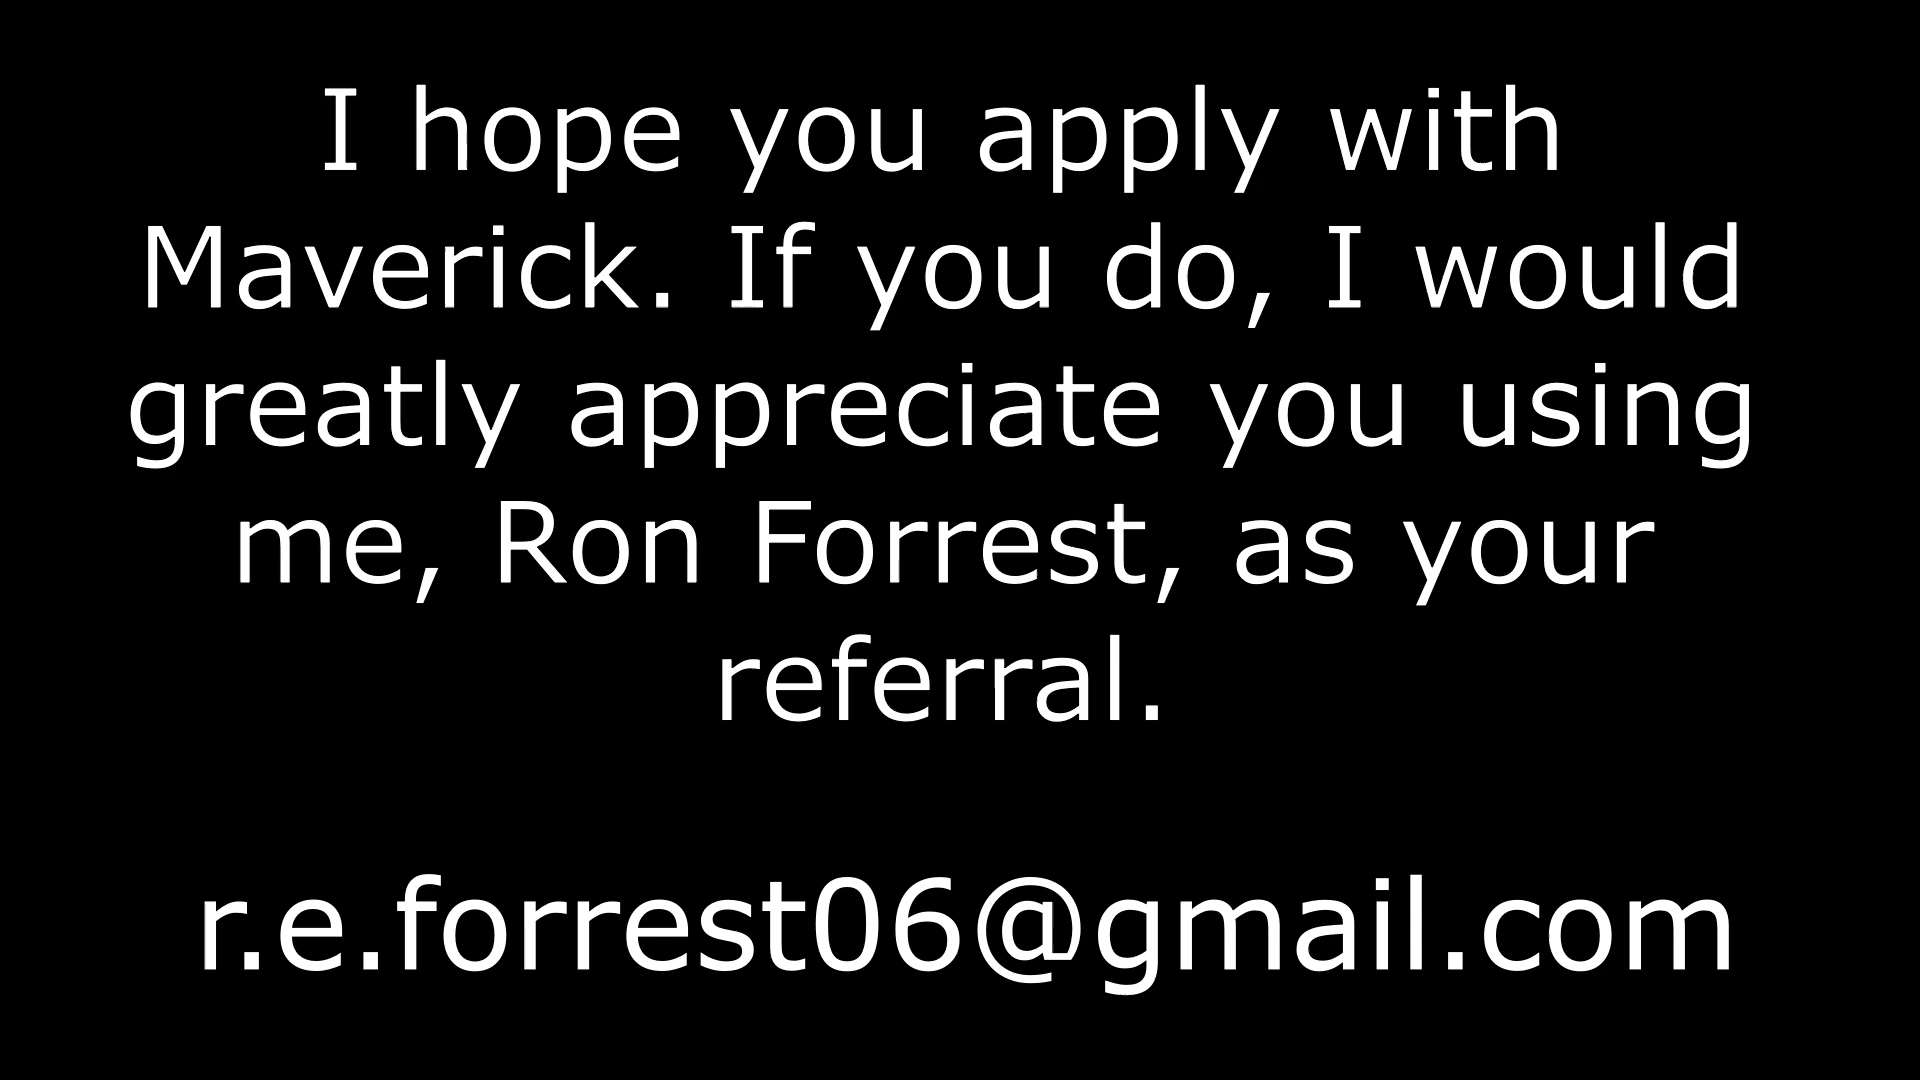 I hope you apply with
Maverick. If you do, I would
greatly appreciate you using
me, Ron Forrest, as your
referral.
r.e.forrest06@gmail.com